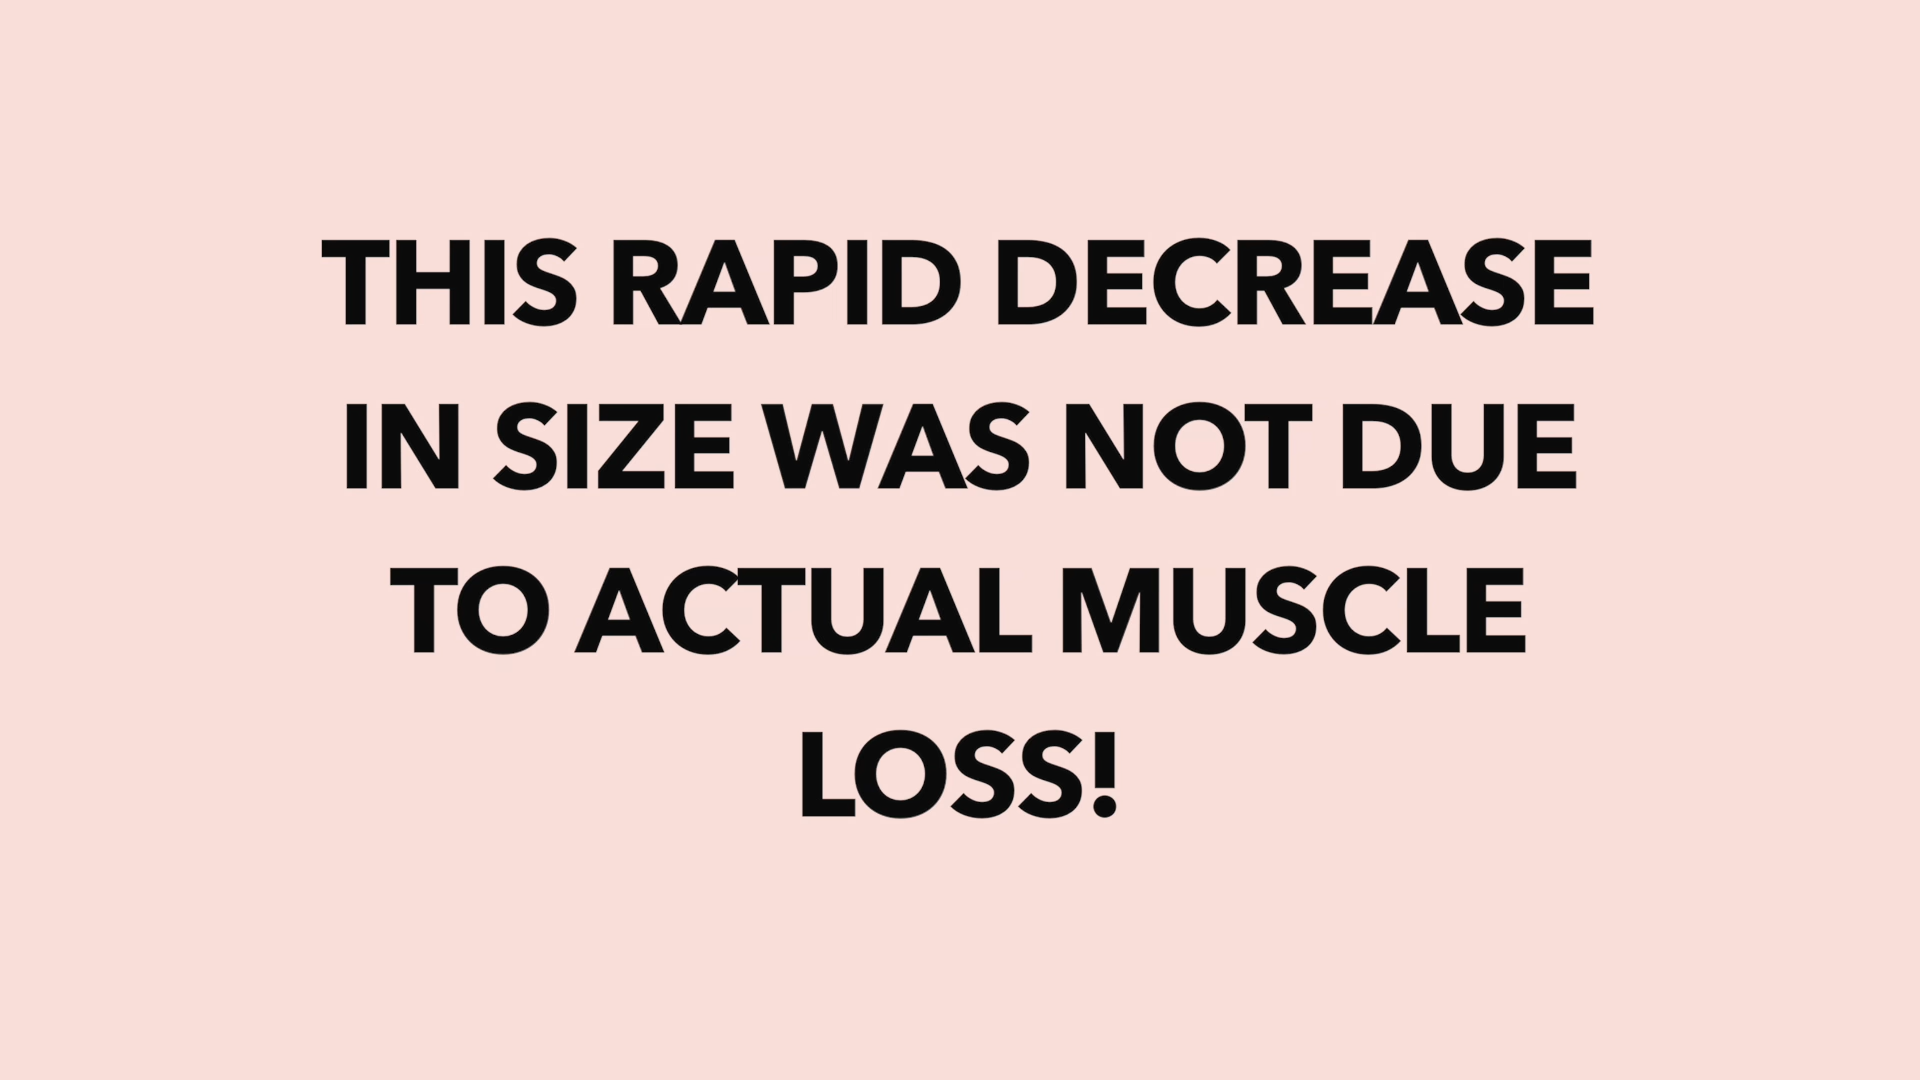 THIS RAPID DECREASE
IN SIZE WAS NOT DUE
TO ACTUAL MUSCLE
LOSS!